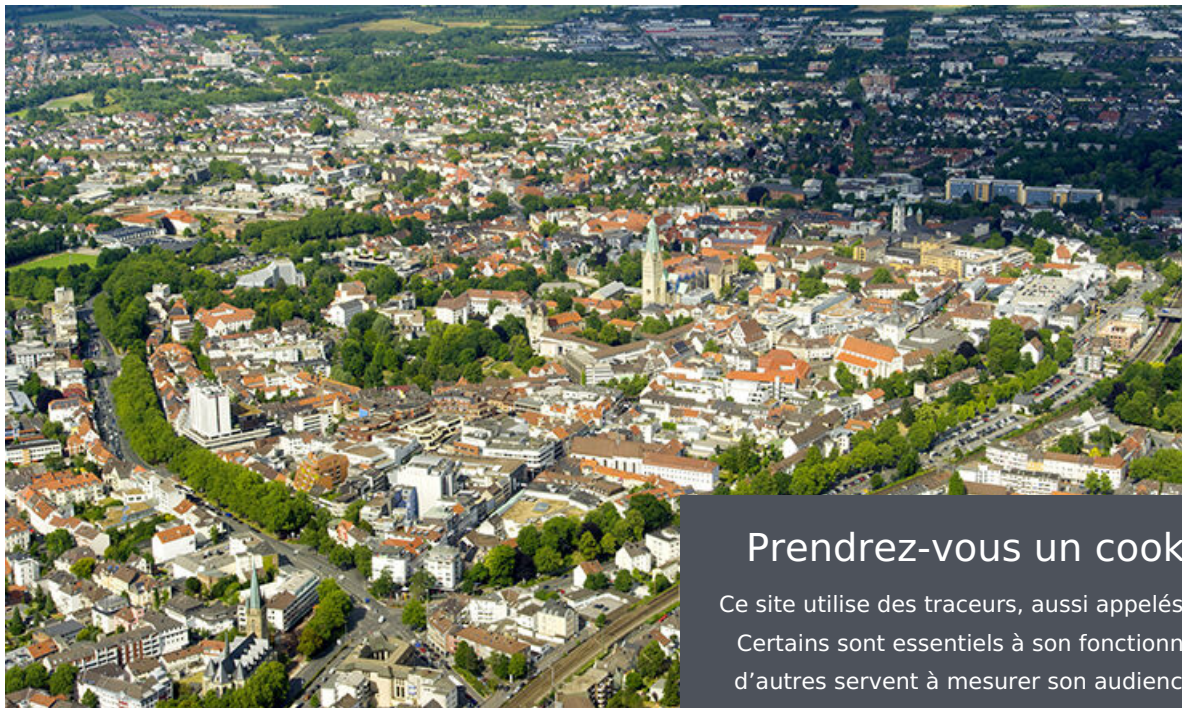 Prendrez-vous un cook
Ce site utilise des traceurs, aussi appelés
Certains sont essentiels à son fonctionn
d’autres servent à mesurer son audienc